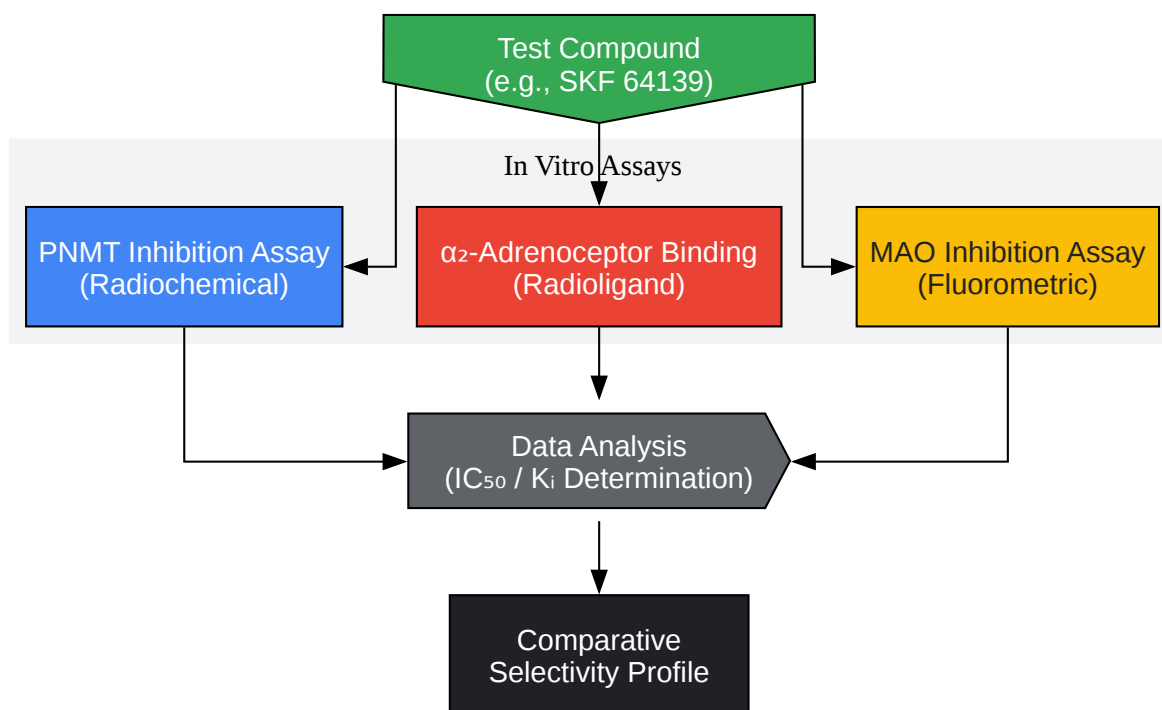 Test Compound
(e.g., SKF 64139)
In Vitro Assays
PNMT Inhibition Assay
(Radiochemical)
α₂-Adrenoceptor Binding
(Radioligand)
MAO Inhibition Assay
(Fluorometric)
Data Analysis
(IC₅₀ / Kᵢ Determination)
Comparative
Selectivity Profile